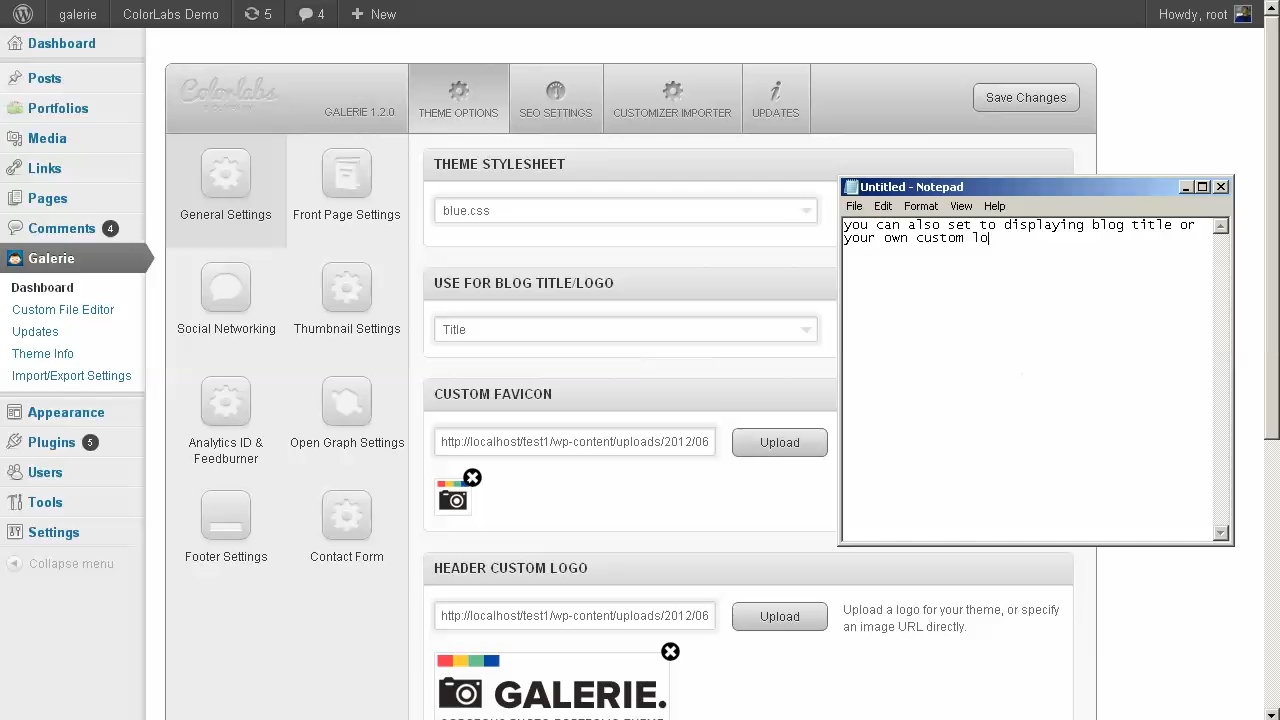 galerie
ColorLabs Demo
5
4
New
Howdy, root
Dashboard
Posts
Portfolios
Media
Links
Pages
Comments 4
Galerie
Dashboard
Custom File Editor
Updates
Theme Info
Import/Export Settings
Appearance
Plugins 5
Users
Tools
Settings
Collapse menu
Colorlabs
GALERIE 1.2.0
THEME OPTIONS
SEO SETTINGS
CUSTOMIZER IMPORTER
UPDATES
Save Changes
General Settings
Front Page Settings
Social Networking
Thumbnail Settings
Analytics ID &
Feedburner
Open Graph Settings
Footer Settings
Contact Form
THEME STYLESHEET
blue.css
USE FOR BLOG TITLE/LOGO
Title
CUSTOM FAVICON
http://localhost/test1/wp-content/uploads/2012/06
Upload
HEADER CUSTOM LOGO
http://localhost/test1/wp-content/uploads/2012/06
Upload
Upload a logo for your theme, or specify
an image URL directly.
GALERIE.
Untitled - Notepad
File Edit Format View Help
you can also set to displaying blog title or
your own custom lo